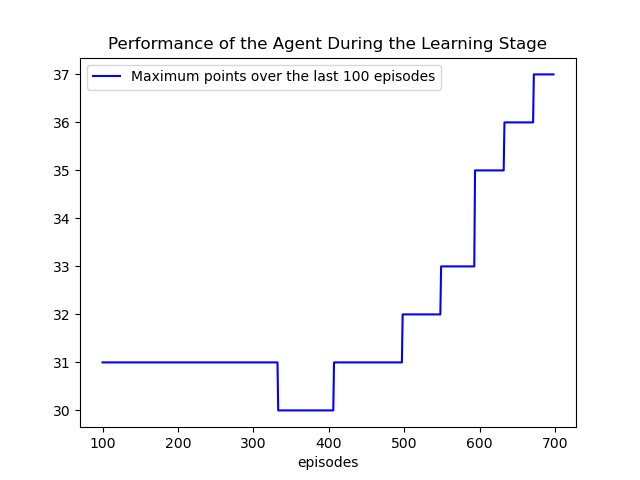 Performance of the Agent During the Learning Stage
Maximum points over the last 100 episodes
37
36
35
34
33
32
31
30
100 200 300 400 500 600 700
episodes